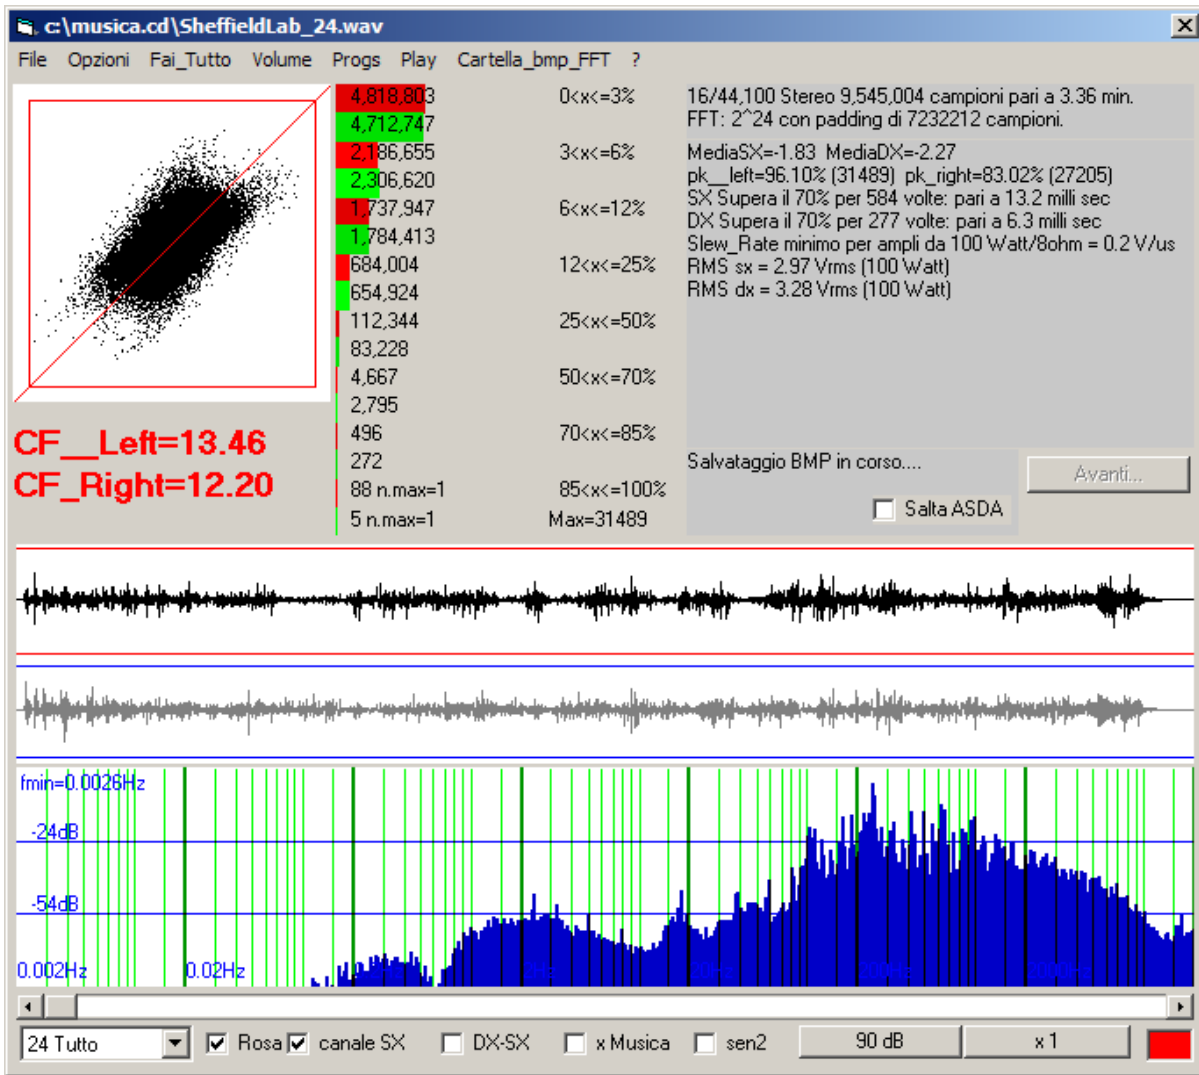 c:\musica.cd\SheffieldLab_24.wav
File Opzioni Fai_Tutto Volume Progs Play Cartella_bmp_FFT ?
4,818,803 0<x<=3%
4,712,747
2,186,655 3<x<=6%
2,306,620
1,737,947 6<x<=12%
1,784,413
684,004 12<x<=25%
654,924
112,344 25<x<=50%
83,228
4,667 50<x<=70%
2,795
496 70<x<=85%
272
88 n.max=1 85<x<=100%
5 n.max=1 Max=31489
16/44,100 Stereo 9,545,004 campioni pari a 3.36 min.
FFT: 2^24 con padding di 7232212 campioni.
MediaSX=-1.83 MediaDX=-2.27
pk__left=96.10% (31489) pk_right=83.02% (27205)
SX Supera il 70% per 584 volte: pari a 13.2 milli sec
DX Supera il 70% per 277 volte: pari a 6.3 milli sec
Slew_Rate minimo per ampli da 100 Watt/8ohm = 0.2 V/us
RMS sx = 2.97 Vrms (100 Watt)
RMS dx = 3.28 Vrms (100 Watt)
CF__Left=13.46
CF_Right=12.20
Salvataggio BMP in corso....
Avanti...
Salta ASDA
fmin=0.0026Hz
-24dB
-54dB
0.002Hz 0.02Hz 2Hz 20Hz 200Hz 2000Hz
24 Tutto Rosa canale SX DX-SX x Musica sen2 90 dB x 1